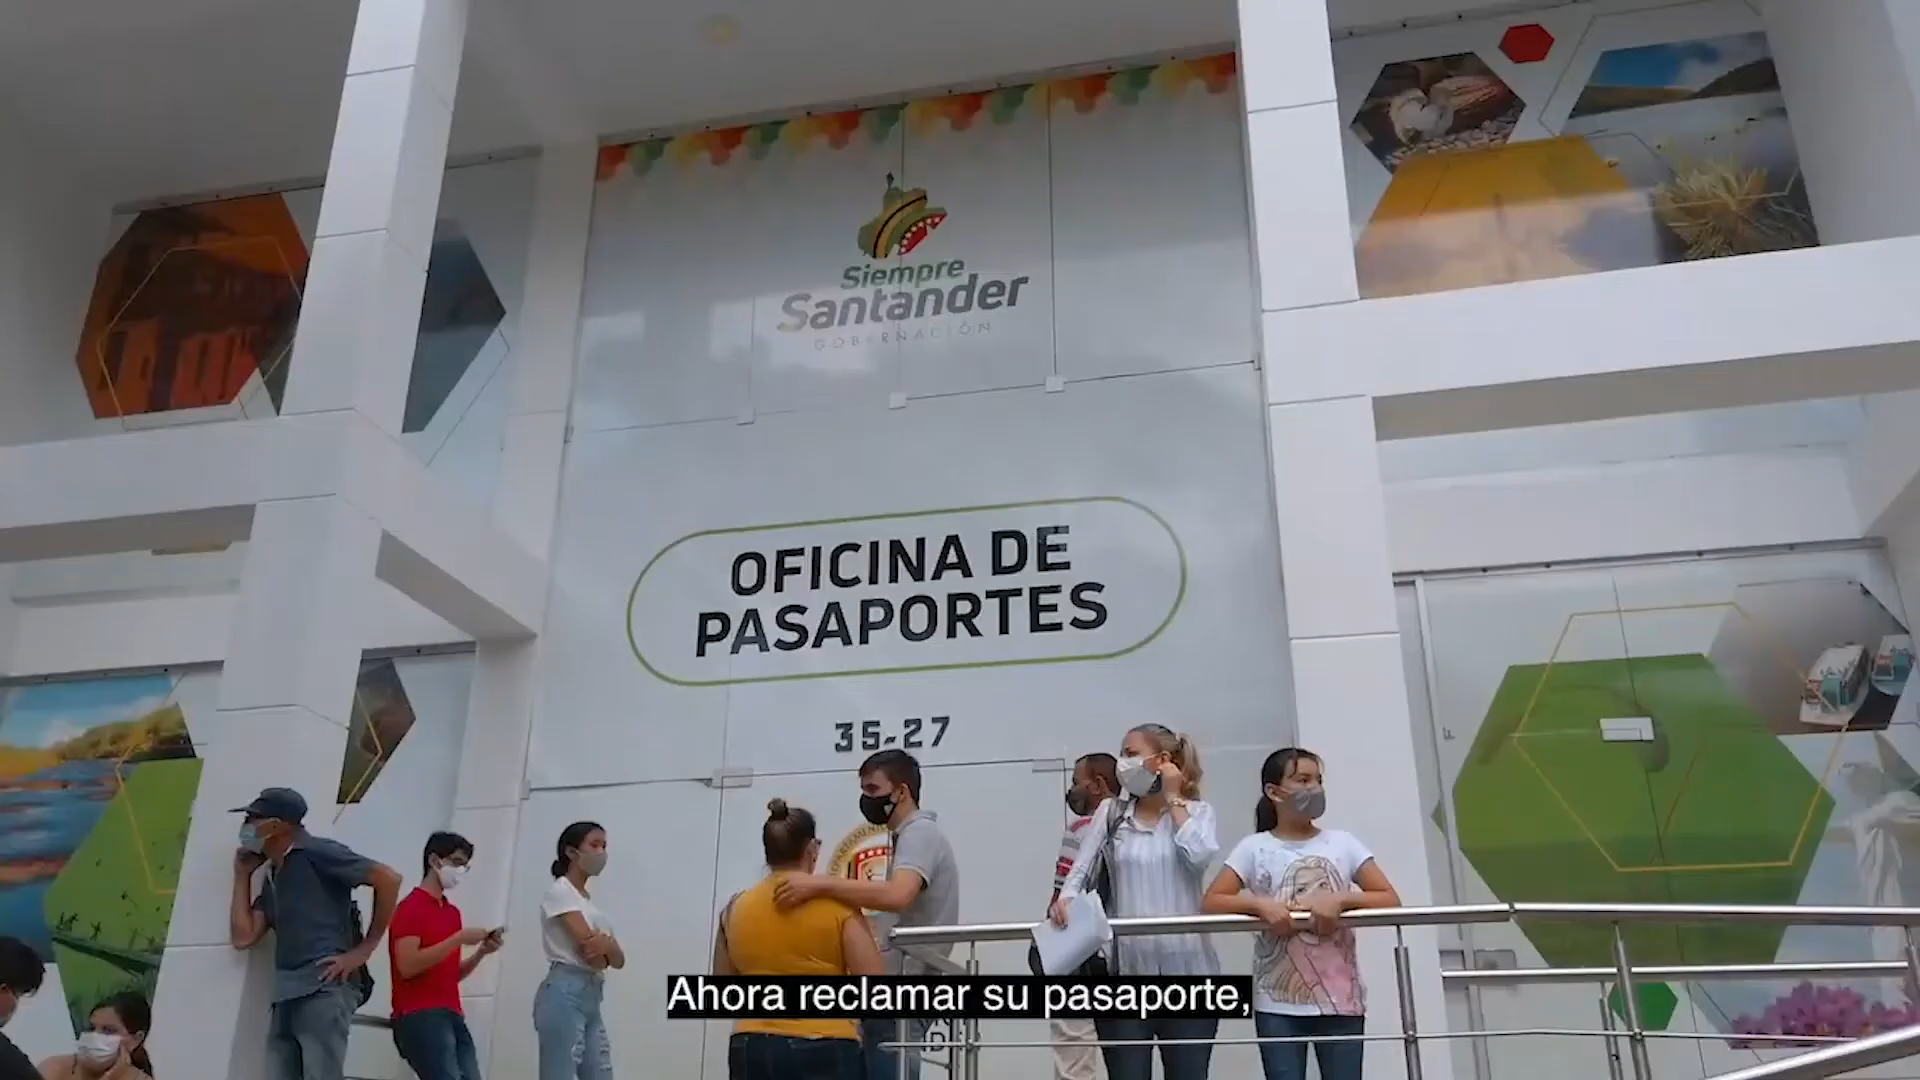 Siempre
Santander
GOBERNACIÓN
OFICINA DE
PASAPORTES
35-27
Ahora reclamar su pasaporte,